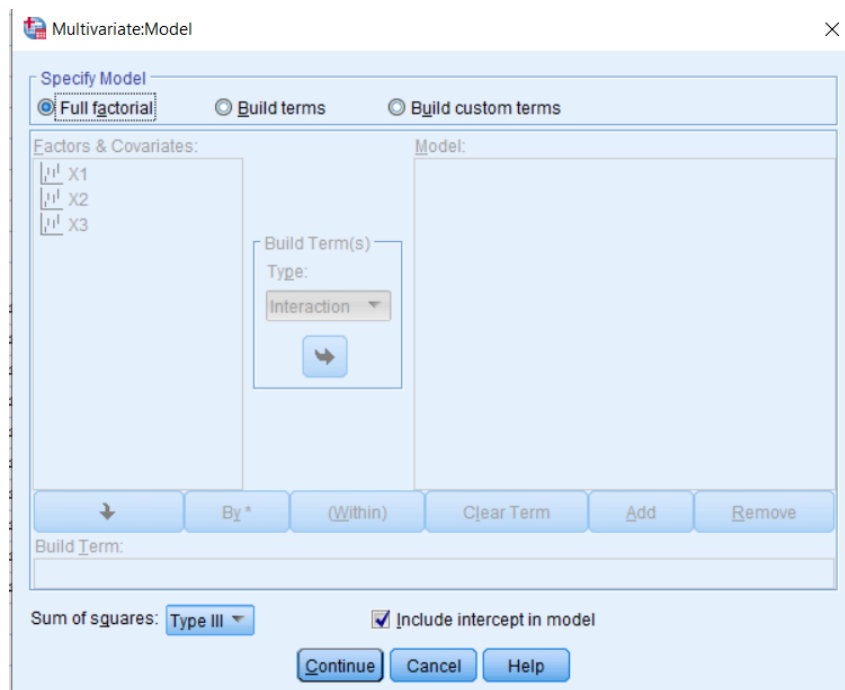 Multivariate:Model
Specify Model
Full factorial Build terms Build custom terms
Factors & Covariates: Model:
X1
X2
X3
Build Term(s)
Type:
Interaction
By * (Within) Clear Term Add Remove
Build Term:
Sum of squares: Type III Include intercept in model
Continue Cancel Help